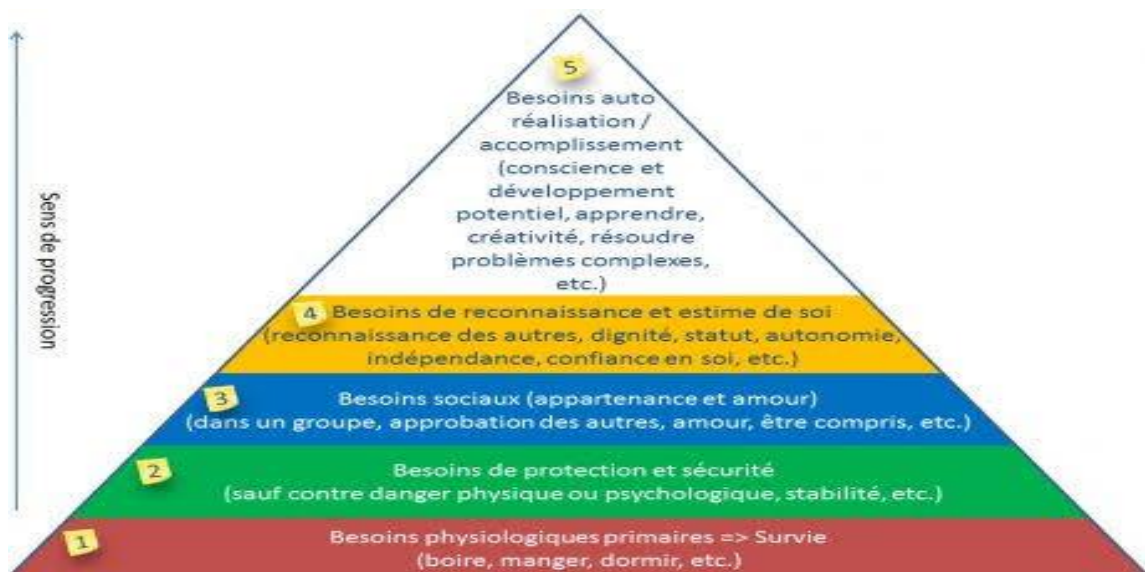 5
Besoins auto
réalisation /
accomplissement
(conscience et
développement
potentiel, apprendre,
créativité, résoudre
problèmes complexes,
etc.)
4 Besoins de reconnaissance et estime de soi
(reconnaissance des autres, dignité, statut, autonomie,
indépendance, confiance en soi, etc.)
3 Besoins sociaux (appartenance et amour)
(dans un groupe, approbation des autres, amour, être compris, etc.)
2 Besoins de protection et sécurité
(sauf contre danger physique ou psychologique, stabilité, etc.)
1 Besoins physiologiques primaires => Survie
(boire, manger, dormir, etc.)
Sens de progression